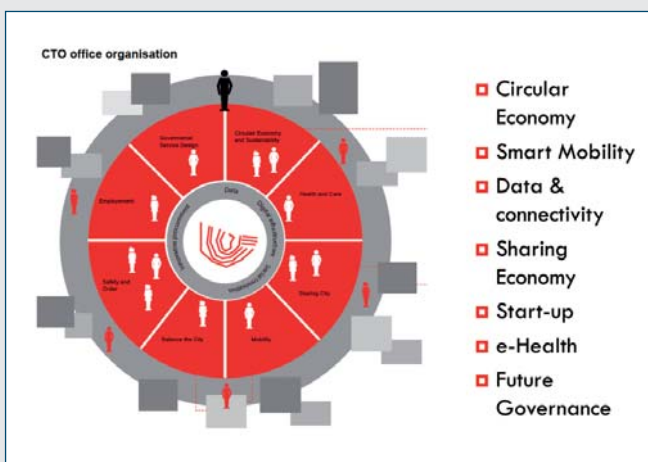 CTO office organisation
Governmental
Service Design
Circular Economy
and Sustainability
Employment
Health and Care
Safety and
Order
Sharing City
Balance the City
Mobility
Data
Digital
Circular
Economy
Smart Mobility
Data &
connectivity
Sharing
Economy
Start-up
e-Health
Future
Governance